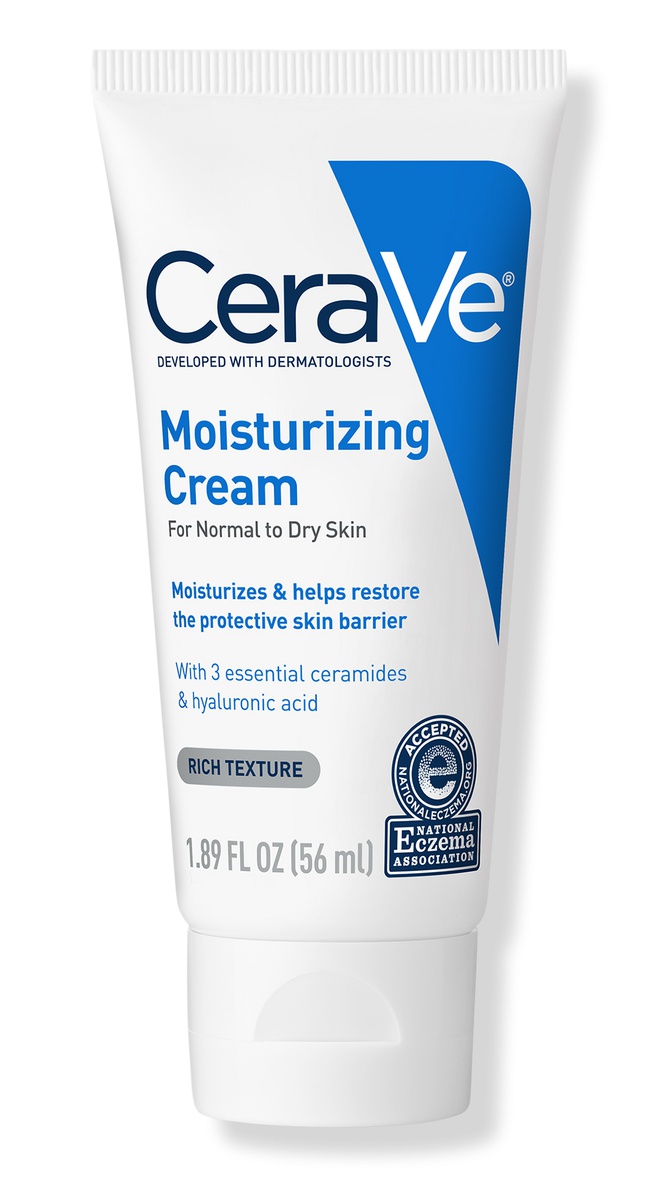 CeraVe®
DEVELOPED WITH DERMATOLOGISTS
Moisturizing
Cream
For Normal to Dry Skin
Moisturizes & helps restore
the protective skin barrier
With 3 essential ceramides
& hyaluronic acid
RICH TEXTURE
1.89 FL OZ (56 ml)
ACCEPTED
e
NATIONALECZEMA.ORG
NATIONAL
Eczema
ASSOCIATION